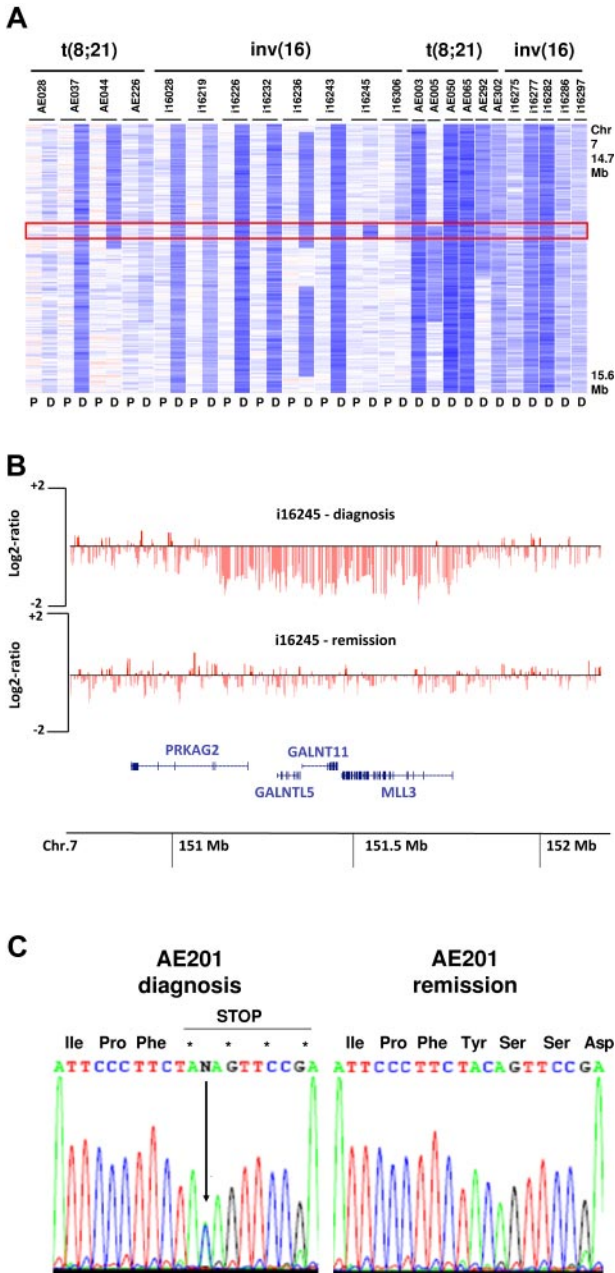 A
t(8;21) inv(16) t(8;21) inv(16)
AE028 AE037 AE044 AE226 i16028 i16219 i16226 i16232 i16236 i16243 i16245 i16306 AE003 AE005 AE050 AE065 AE292 AE302 i16275 i16277 i16282 i16286 i16297
Chr
7
14.7
Mb
15.6
Mb
P D P D P D P D P D P D P D P D P D P D P D P D D D D D D D D D D D D
B
+2
i16245 - diagnosis
Log2-ratio
-2
+2
i16245 - remission
Log2-ratio
-2
PRKAG2 GALNT11
GALNTL5 MLL3
Chr.7 151 Mb 151.5 Mb 152 Mb
C
AE201 AE201
diagnosis remission
STOP
Ile Pro Phe * * * * Ile Pro Phe Tyr Ser Ser Asp
ATTCCCTTCTANAGTTCCGA ATTCCCTTCTACAGTTCCGA